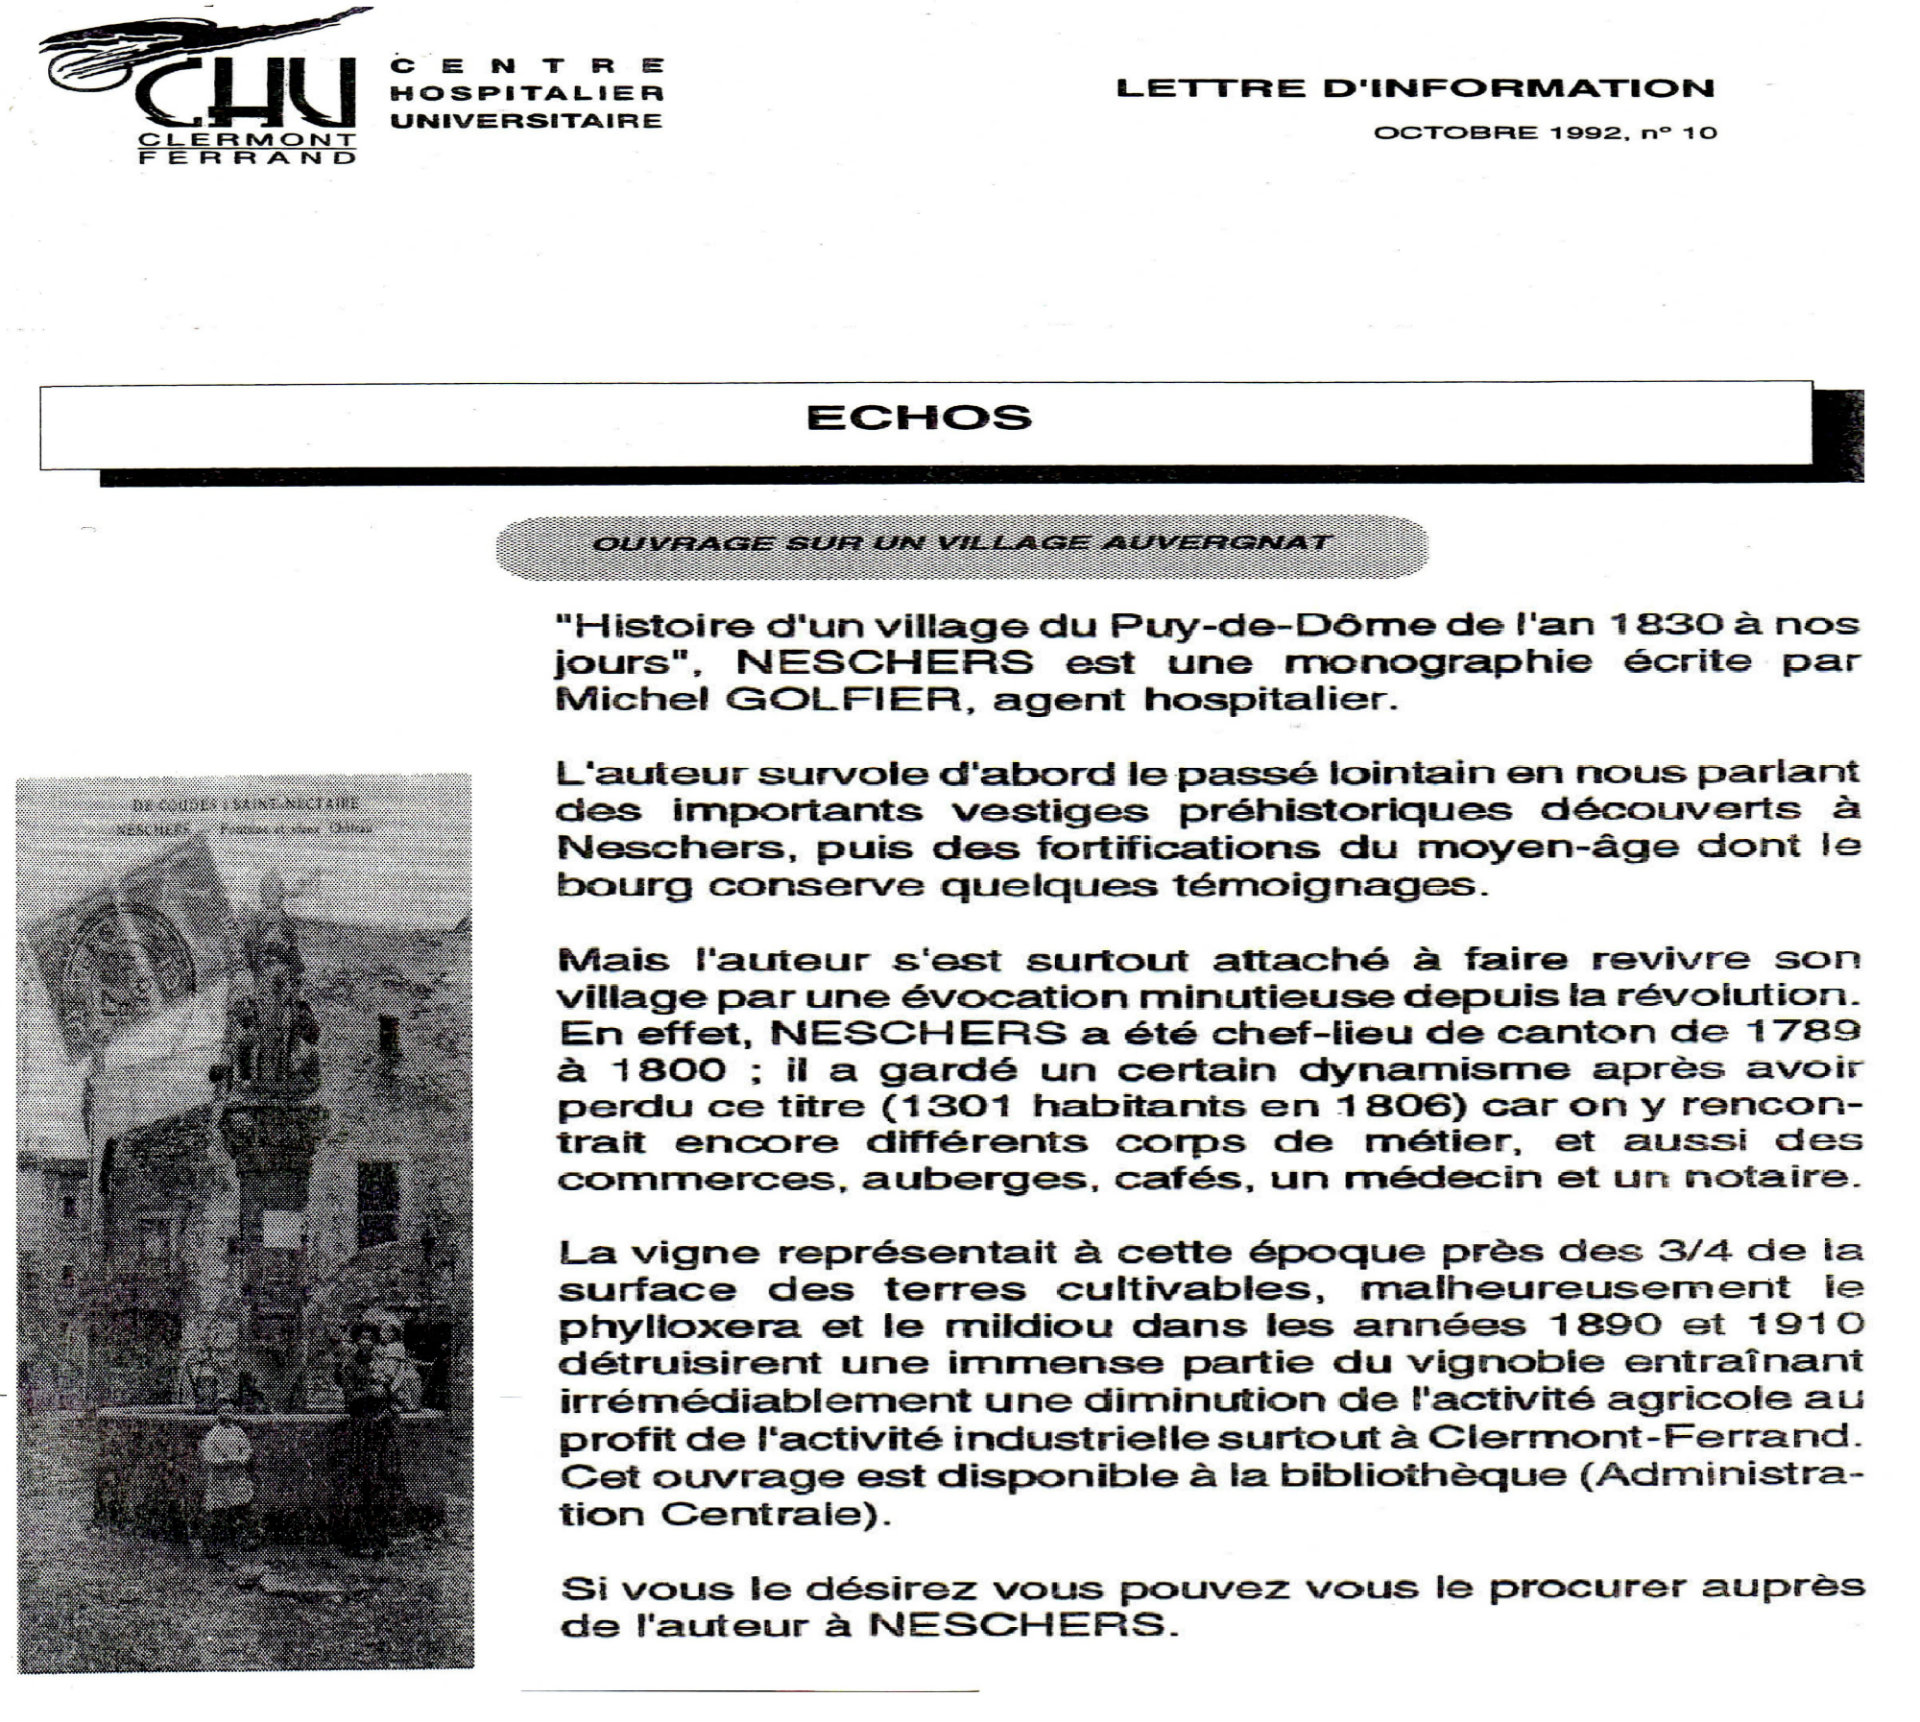 CHU
CLERMONT
FERRAND
CENTRE
HOSPITALIER
UNIVERSITAIRE
LETTRE D'INFORMATION
OCTOBRE 1992, nº 10
ECHOS
OUVRAGE SUR UN VILLAGE AUVERGNAT
"Histoire d'un village du Puy-de-Dôme de l'an 1830 à nos
jours", NESCHERS est une monographie écrite par
Michel GOLFIER, agent hospitalier.
L'auteur survole d'abord le passé lointain en nous parlant
des importants vestiges préhistoriques découverts à
Neschers, puis des fortifications du moyen-âge dont le
bourg conserve quelques témoignages.
Mais l'auteur s'est surtout attaché à faire revivre son
village par une évocation minutieuse depuis la révolution.
En effet, NESCHERS a été chef-lieu de canton de 1789
à 1800 ; il a gardé un certain dynamisme après avoir
perdu ce titre (1301 habitants en 1806) car on y rencon-
trait encore différents corps de métier, et aussi des
commerces, auberges, cafés, un médecin et un notaire.
La vigne représentait à cette époque près des 3/4 de la
surface des terres cultivables, malheureusement le
phylloxera et le mildiou dans les années 1890 et 1910
détruisirent une immense partie du vignoble entraînant
irrémédiablement une diminution de l'activité agricole au
profit de l'activité industrielle surtout à Clermont-Ferrand.
Cet ouvrage est disponible à la bibliothèque (Administra-
tion Centrale).
Si vous le désirez vous pouvez vous le procurer auprès
de l'auteur à NESCHERS.
DE COUDES à SAINT-NECTAIRE
NESCHERS — Fontaine et vieux Château